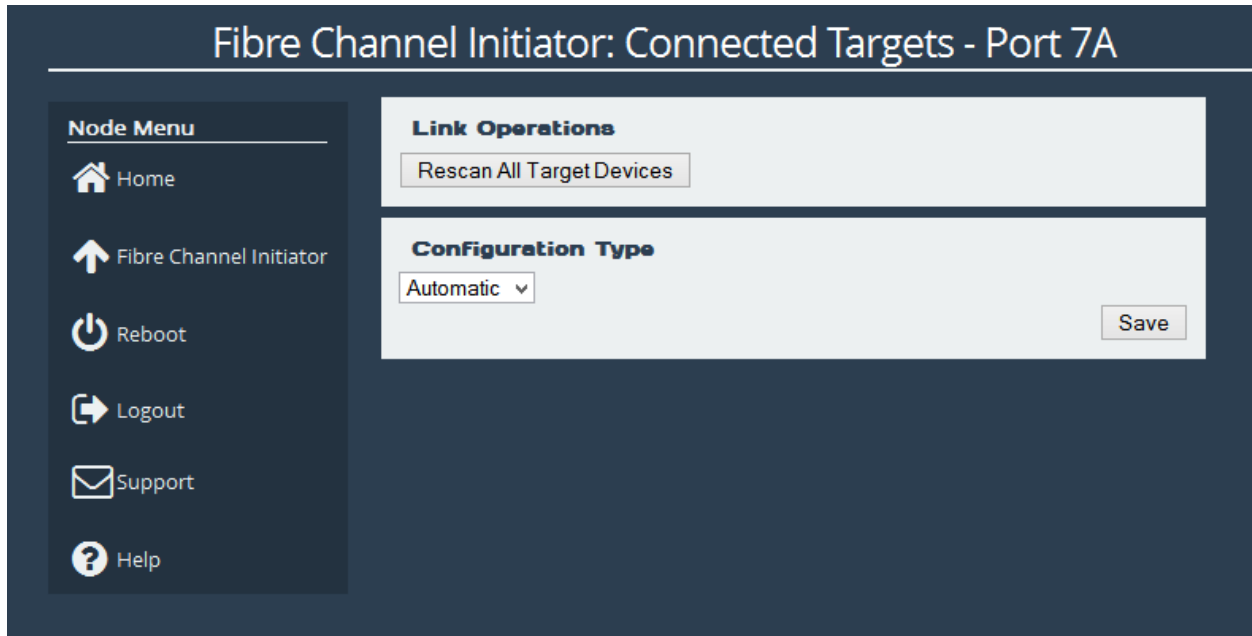 Fibre Channel Initiator: Connected Targets - Port 7A
Node Menu
Home
Fibre Channel Initiator
Reboot
Logout
Support
Help
Link Operations
Rescan All Target Devices
Configuration Type
Automatic
Save